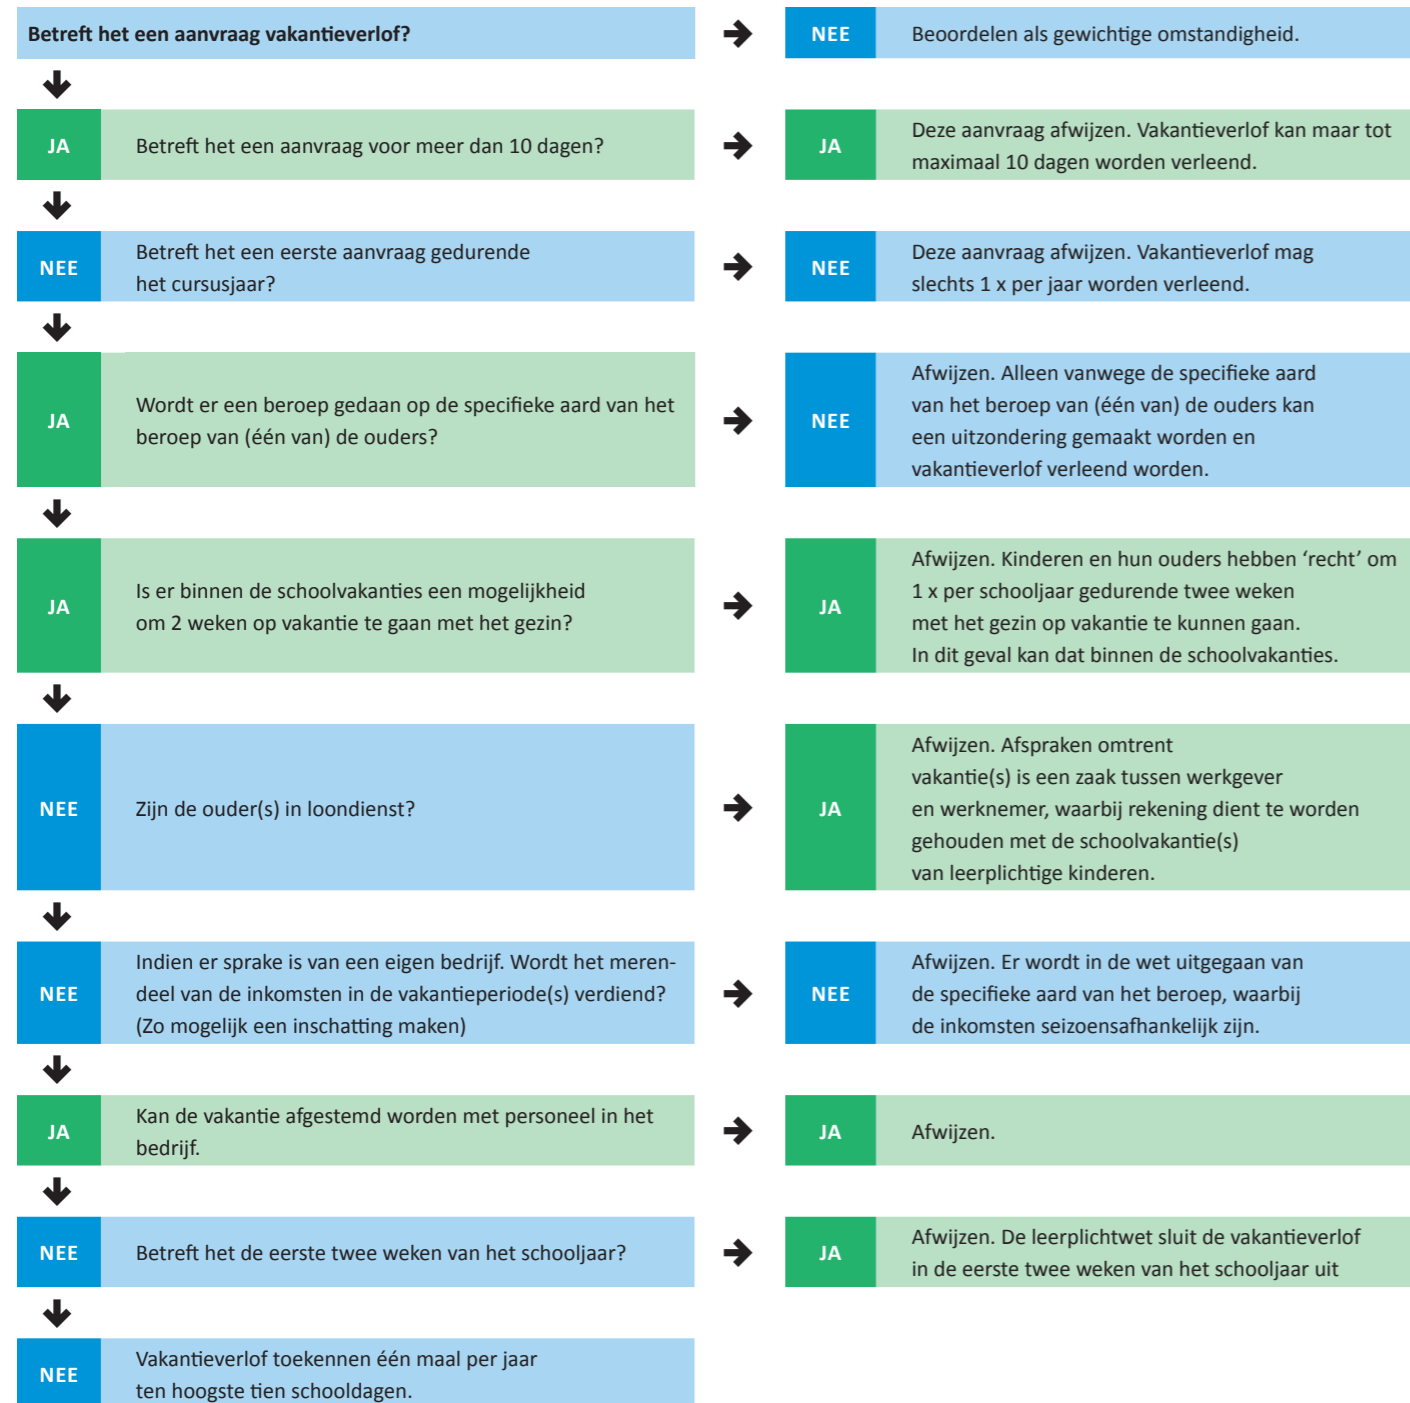 Betreft het een aanvraag vakantieverlof?
NEE
Beoordelen als gewichtige omstandigheid.
JA
Betreft het een aanvraag voor meer dan 10 dagen?
JA
Deze aanvraag afwijzen. Vakantieverlof kan maar tot
maximaal 10 dagen worden verleend.
NEE
Betreft het een eerste aanvraag gedurende
het cursusjaar?
NEE
Deze aanvraag afwijzen. Vakantieverlof mag
slechts 1 x per jaar worden verleend.
JA
Wordt er een beroep gedaan op de specifieke aard van het
beroep van (één van) de ouders?
NEE
Afwijzen. Alleen vanwege de specifieke aard
van het beroep van (één van) de ouders kan
een uitzondering gemaakt worden en
vakantieverlof verleend worden.
JA
Is er binnen de schoolvakanties een mogelijkheid
om 2 weken op vakantie te gaan met het gezin?
JA
Afwijzen. Kinderen en hun ouders hebben ‘recht’ om
1 x per schooljaar gedurende twee weken
met het gezin op vakantie te kunnen gaan.
In dit geval kan dat binnen de schoolvakanties.
NEE
Zijn de ouder(s) in loondienst?
JA
Afwijzen. Afspraken omtrent
vakantie(s) is een zaak tussen werkgever
en werknemer, waarbij rekening dient te worden
gehouden met de schoolvakantie(s)
van leerplichtige kinderen.
NEE
Indien er sprake is van een eigen bedrijf. Wordt het meren-
deel van de inkomsten in de vakantieperiode(s) verdiend?
(Zo mogelijk een inschatting maken)
NEE
Afwijzen. Er wordt in de wet uitgegaan van
de specifieke aard van het beroep, waarbij
de inkomsten seizoensafhankelijk zijn.
JA
Kan de vakantie afgestemd worden met personeel in het
bedrijf.
JA
Afwijzen.
NEE
Betreft het de eerste twee weken van het schooljaar?
JA
Afwijzen. De leerplichtwet sluit de vakantieverlof
in de eerste twee weken van het schooljaar uit
NEE
Vakantieverlof toekennen één maal per jaar
ten hoogste tien schooldagen.